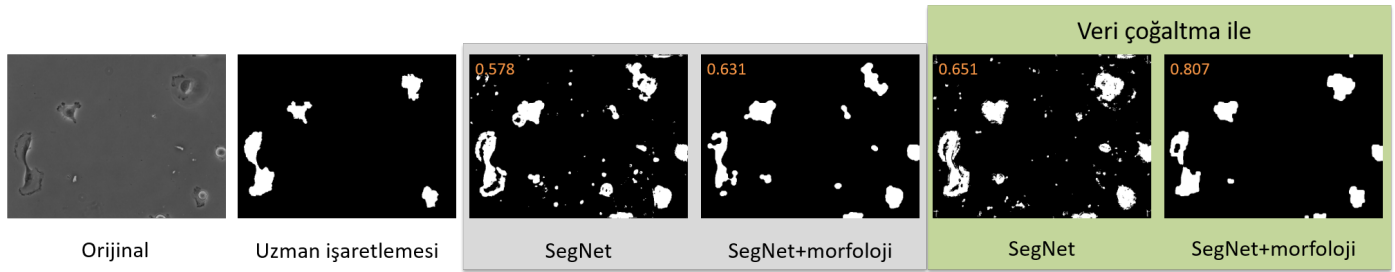 Veri çoğaltma ile
0.578
0.631
0.651
0.807
Orijinal
Uzman işaretlemesi
SegNet
SegNet+morfoloji
SegNet
SegNet+morfoloji